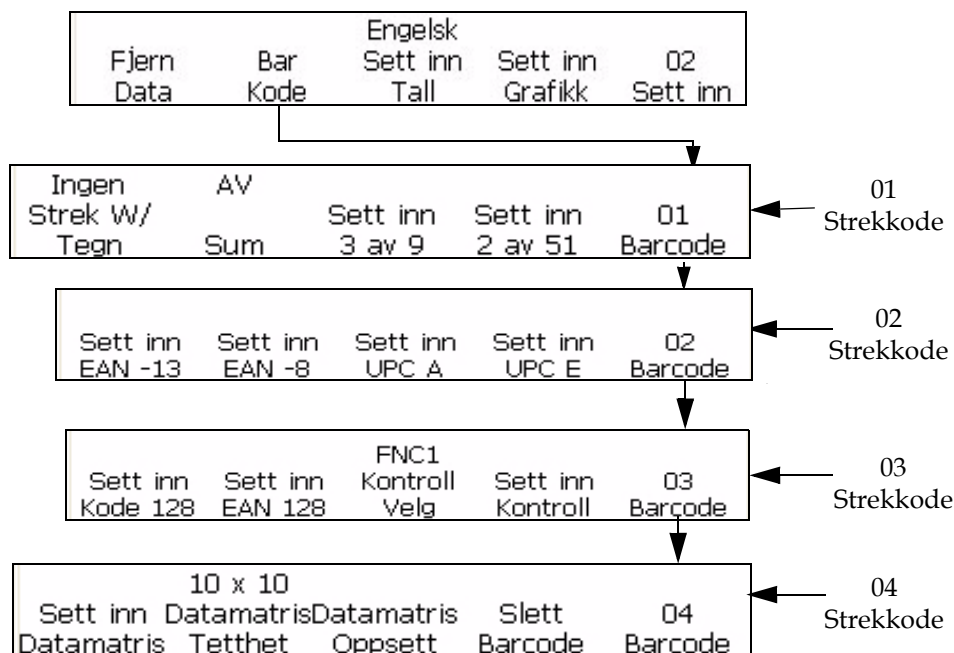 Engelsk
Fjern Bar Sett inn Sett inn 02
Data Kode Tall Grafikk Sett inn
Ingen AV
Strek W/ Sett inn Sett inn 01
Tegn Sum 3 av 9 2 av 51 Barcode
01
Strekkode
Sett inn Sett inn Sett inn Sett inn 02
EAN -13 EAN -8 UPC A UPC E Barcode
02
Strekkode
FNC1
Sett inn Sett inn Kontroll Sett inn 03
Kode 128 EAN 128 Velg Kontroll Barcode
03
Strekkode
10 x 10
Sett inn Datamatris Datamatris Slett 04
Datamatris Tetthet Oppsett Barcode Barcode
04
Strekkode